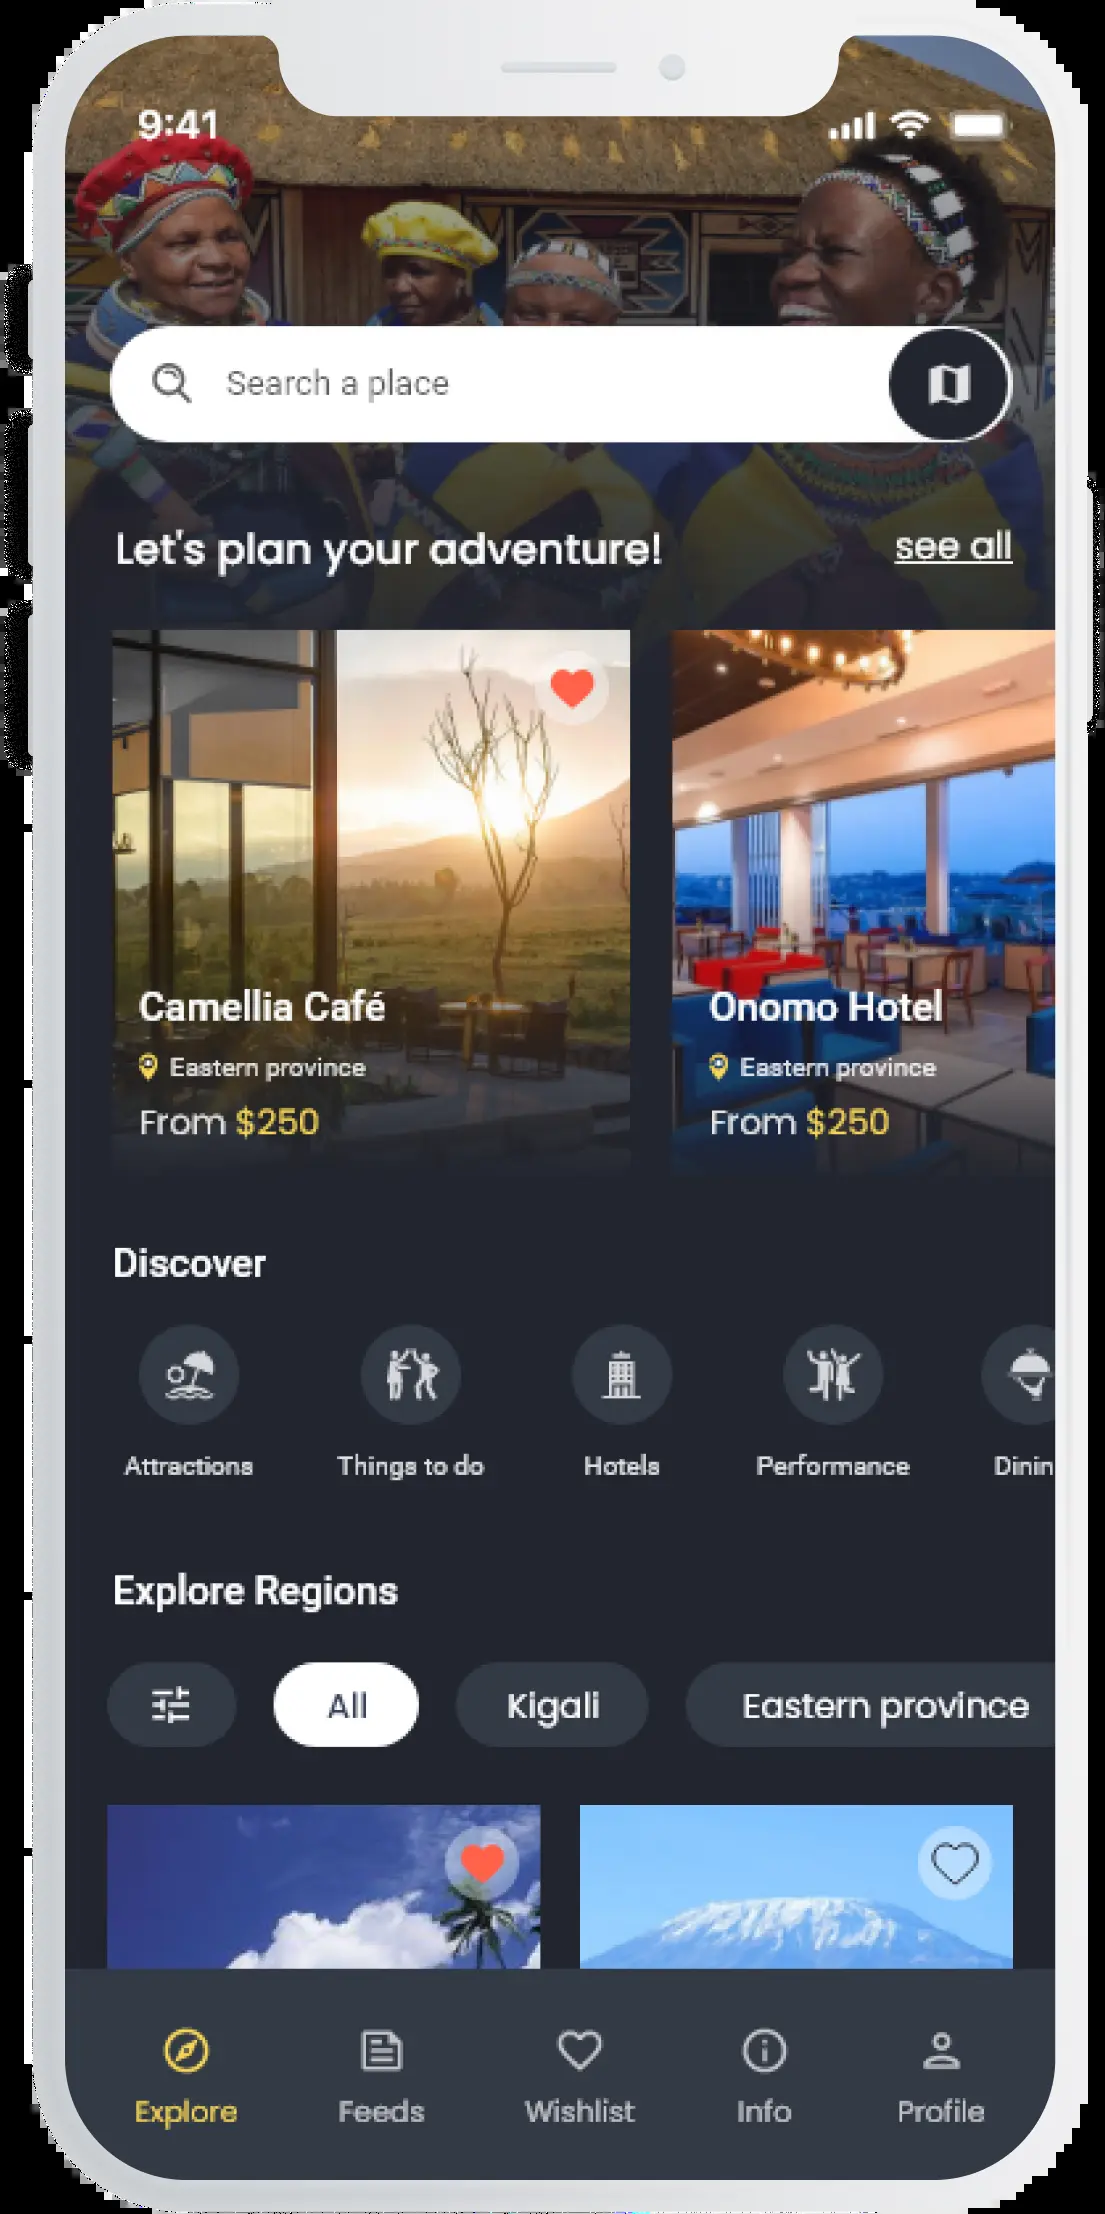 9:41
Search a place
Let's plan your adventure!
see all
Camellia Café
Eastern province
From $250
Onomo Hotel
Eastern province
From $250
Discover
Attractions
Things to do
Hotels
Performance
Dinin
Explore Regions
All
Kigali
Eastern province
Explore
Feeds
Wishlist
Info
Profile